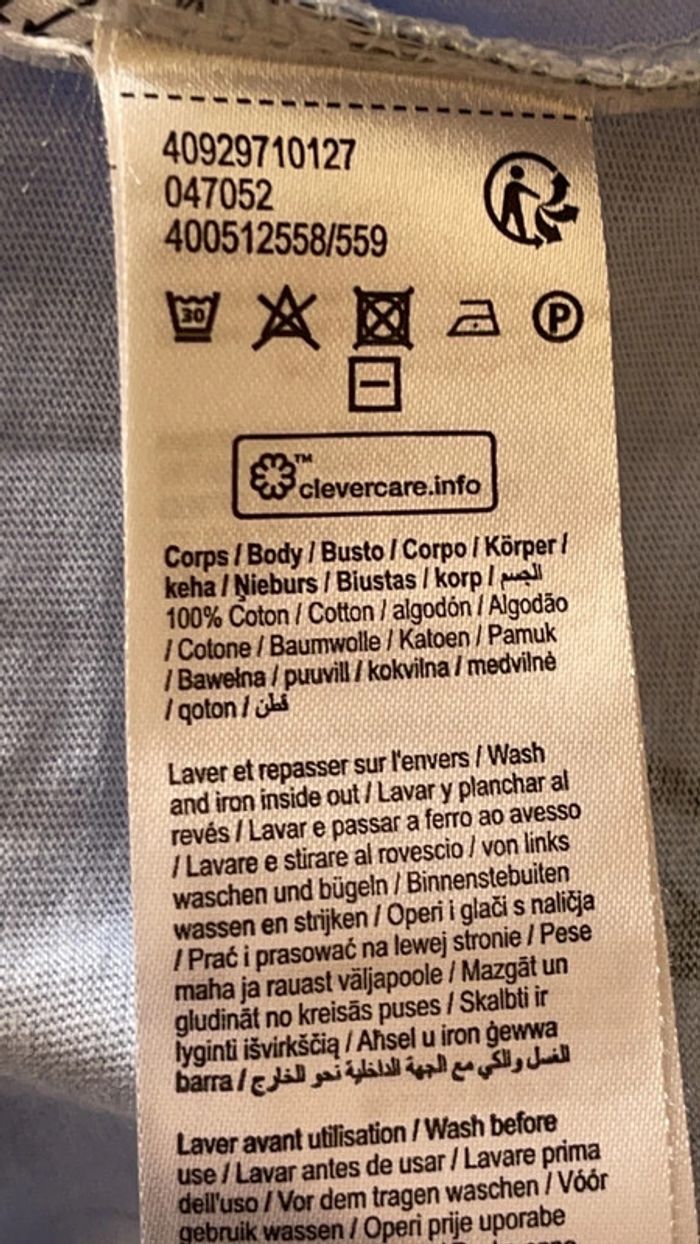 40929710127
047052
400512558/559
30
P
™
clevercare.info
Corps / Body / Busto / Corpo / Körper /
keha / Ņieburs / Biustas / korp / الجسم
100% Coton / Cotton / algodón / Algodão
/ Cotone / Baumwolle / Katoen / Pamuk
/ Bawełna / puuvill / kokvilna / medvilnė
/ qoton / قطن
Laver et repasser sur l'envers / Wash
and iron inside out / Lavar y planchar al
revés / Lavar e passar a ferro ao avesso
/ Lavare e stirare al rovescio / von links
waschen und bügeln / Binnenstebuiten
wassen en strijken / Operi i glači s naličja
/ Prać i prasować na lewej stronie / Pese
maha ja rauast väljapoole / Mazgāt un
gludināt no kreisās puses / Skalbti ir
lyginti išvirkščią / Aħsel u iron ġewwa
barra / الغسل والكي مع الجهة الداخلية نحو الخارج
Laver avant utilisation / Wash before
use / Lavar antes de usar / Lavare prima
dell'uso / Vor dem tragen waschen / Vóór
gebruik wassen / Operi prije uporabe